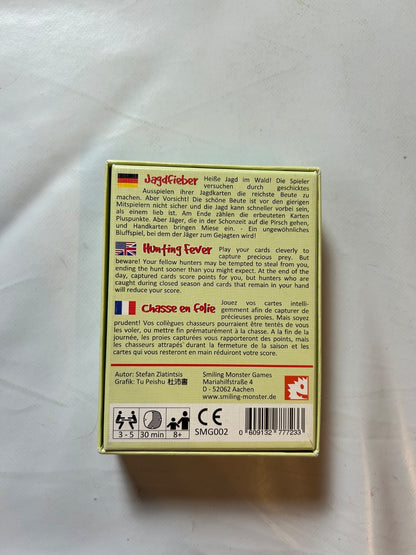 Jagdfieber Heiße Jagd im Wald! Die Spieler
versuchen durch geschicktes
Ausspielen ihrer Jagdkarten die reichste Beute zu
machen. Aber Vorsicht! Die schöne Beute ist vor den gierigen
Mitspielern nicht sicher und die Jagd kann schneller vorbei sein,
als einem lieb ist. Am Ende zählen die erbeuteten Karten
Pluspunkte. Aber Jäger, die in der Schonzeit auf die Pirsch gehen,
und Handkarten bringen Miese ein. - Ein ungewöhnliches
Bluffspiel, bei dem der Jäger zum Gejagten wird!
Hunting Fever Play your cards cleverly to
capture precious prey. But
beware! Your fellow hunters may be tempted to steal from you,
ending the hunt sooner than you might expect. At the end of the
day, captured cards score points for you, but hunters who are
caught during closed season and cards that remain in your hand
will reduce your score.
Chasse en folie Jouez vos cartes intelli-
gemment afin de capturer de
précieuses proies. Mais soyez
prudent! Vos collègues chasseurs pourraient être tentés de vous
les voler, ou mettre fin prématurément à la chasse. A la fin de la
journée, les proies capturées vous rapporteront des points, mais
les chasseurs attrapés durant la fermeture de la saison et les
cartes qui vous resteront en main réduiront votre score.
Autor: Stefan Zlatintsis
Grafik: Tu Peishu 杜沛書
Smiling Monster Games
Mariahilfstraße 4
D - 52062 Aachen
www.smiling-monster.de
3 - 5 30 min 8+
CE
SMG002
0 609132 777233